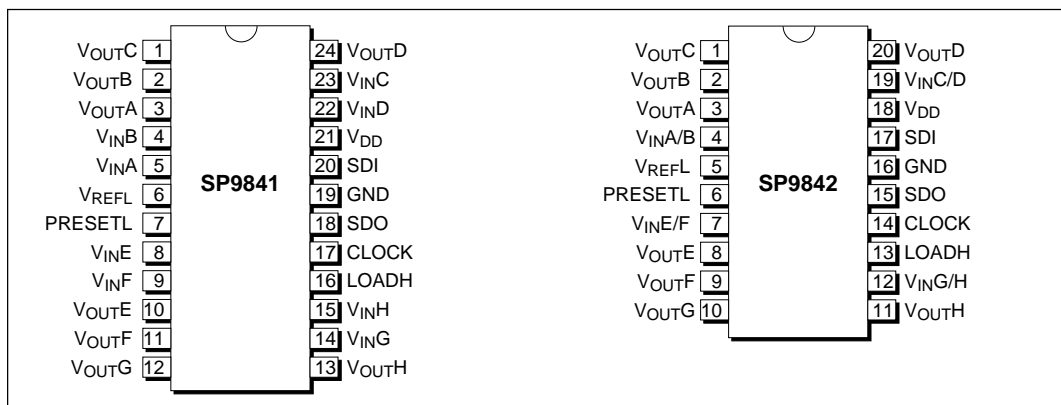 SP9841
VOUTC 1
VOUTB 2
VOUTA 3
VINB 4
VINA 5
VREFL 6
PRESETL 7
VINE 8
VINF 9
VOUTE 10
VOUTF 11
VOUTG 12
24 VOUTD
23 VINC
22 VIND
21 VDD
20 SDI
19 GND
18 SDO
17 CLOCK
16 LOADH
15 VINH
14 VING
13 VOUTH
SP9842
VOUTC 1
VOUTB 2
VOUTA 3
VINA/B 4
VREFL 5
PRESETL 6
VINE/F 7
VOUTE 8
VOUTF 9
VOUTG 10
20 VOUTD
19 VINC/D
18 VDD
17 SDI
16 GND
15 SDO
14 CLOCK
13 LOADH
12 VING/H
11 VOUTH